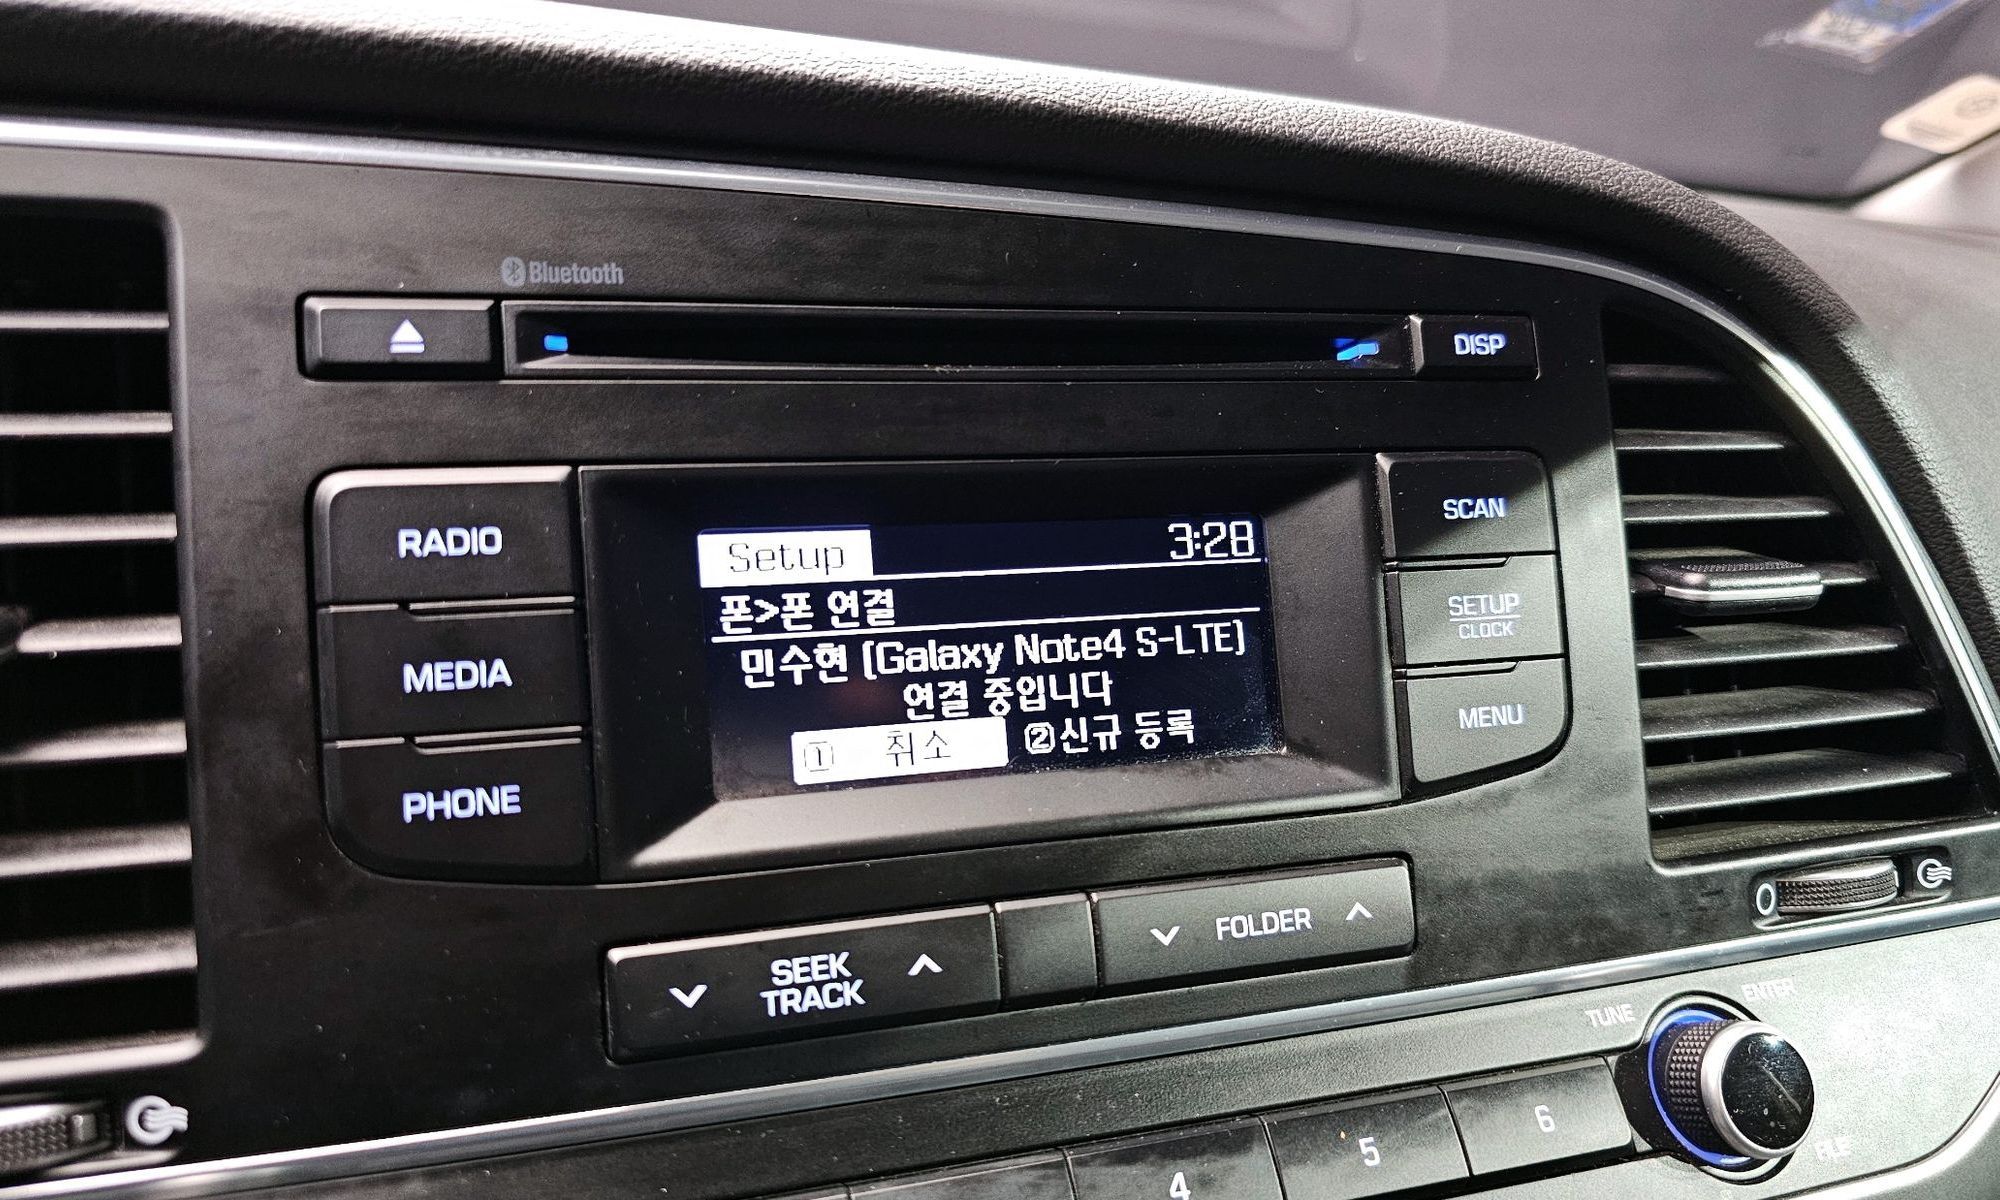 Bluetooth
DISP
RADIO
MEDIA
PHONE
Setup 3:28
폰>폰 연결
민수현 [Galaxy Note4 S-LTE]
연결 중입니다
① 취소 ②신규 등록
SCAN
SETUP
CLOCK
MENU
SEEK
TRACK
FOLDER
TUNE
ENTER
FILE
4
5
6